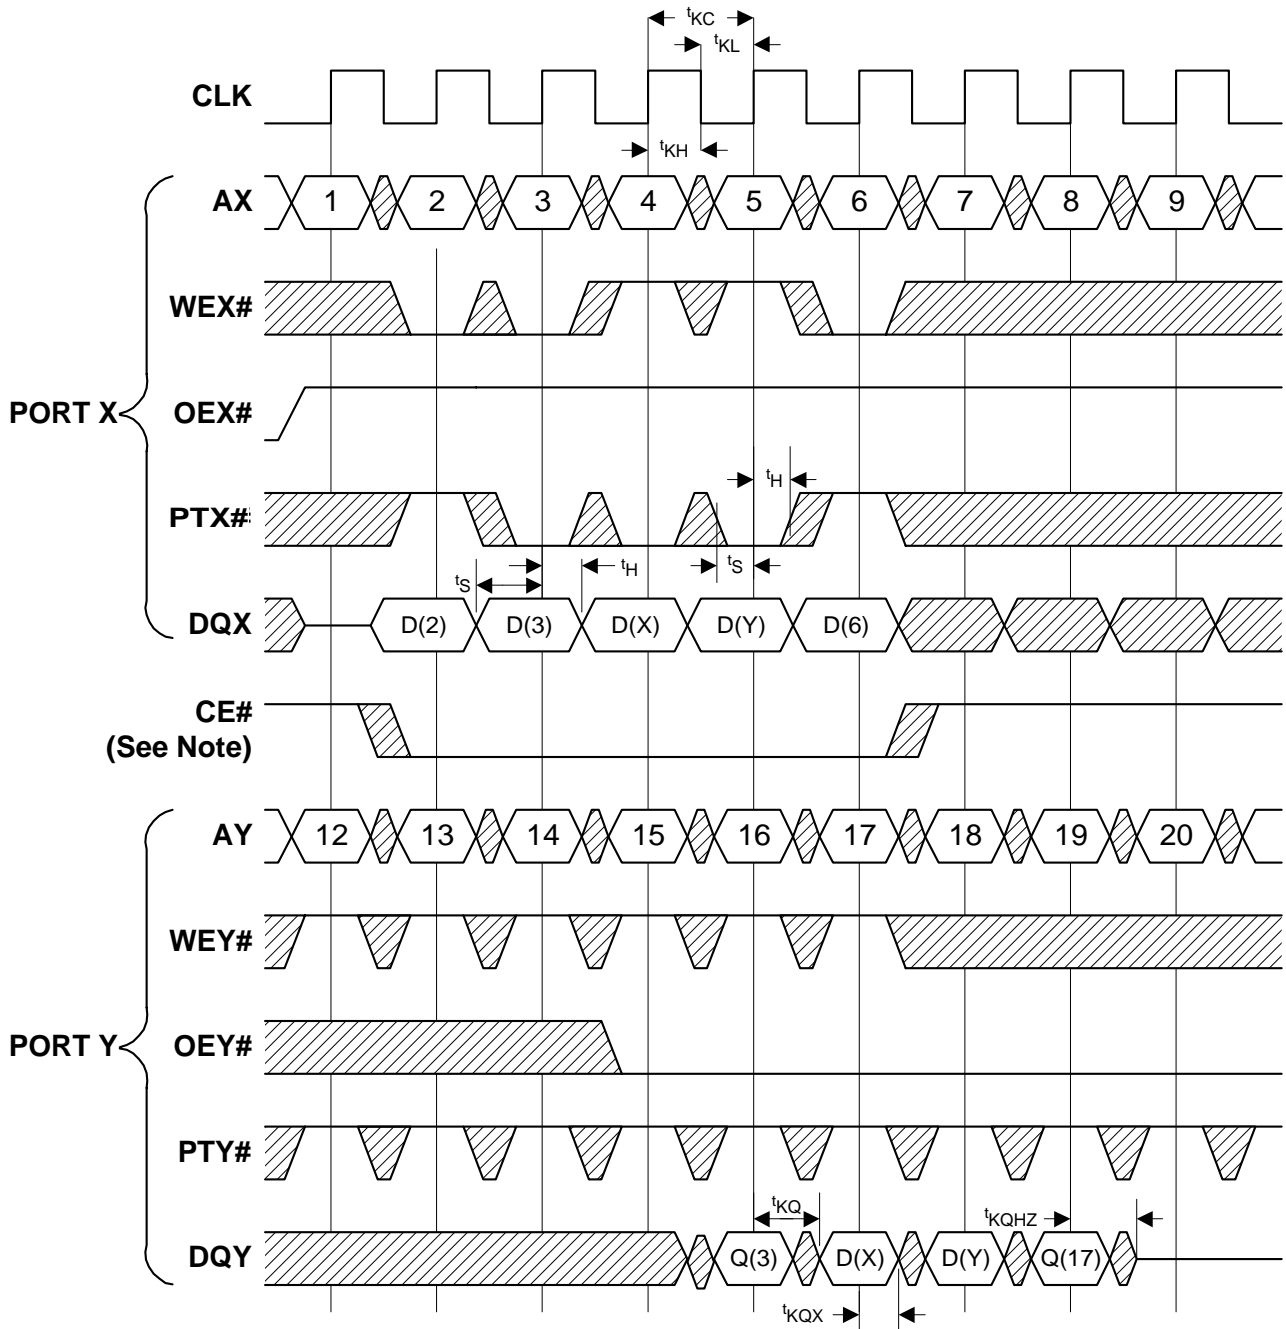 tKC
tKL
CLK
tKH
AX 1 2 3 4 5 6 7 8 9
WEX#
PORT X OEX#
tH
PTX#
tS tH tS
DQX D(2) D(3) D(X) D(Y) D(6)
CE#
(See Note)
AY 12 13 14 15 16 17 18 19 20
WEY#
PORT Y OEY#
PTY#
tKQ tKQHZ
DQY Q(3) D(X) D(Y) Q(17)
tKQX